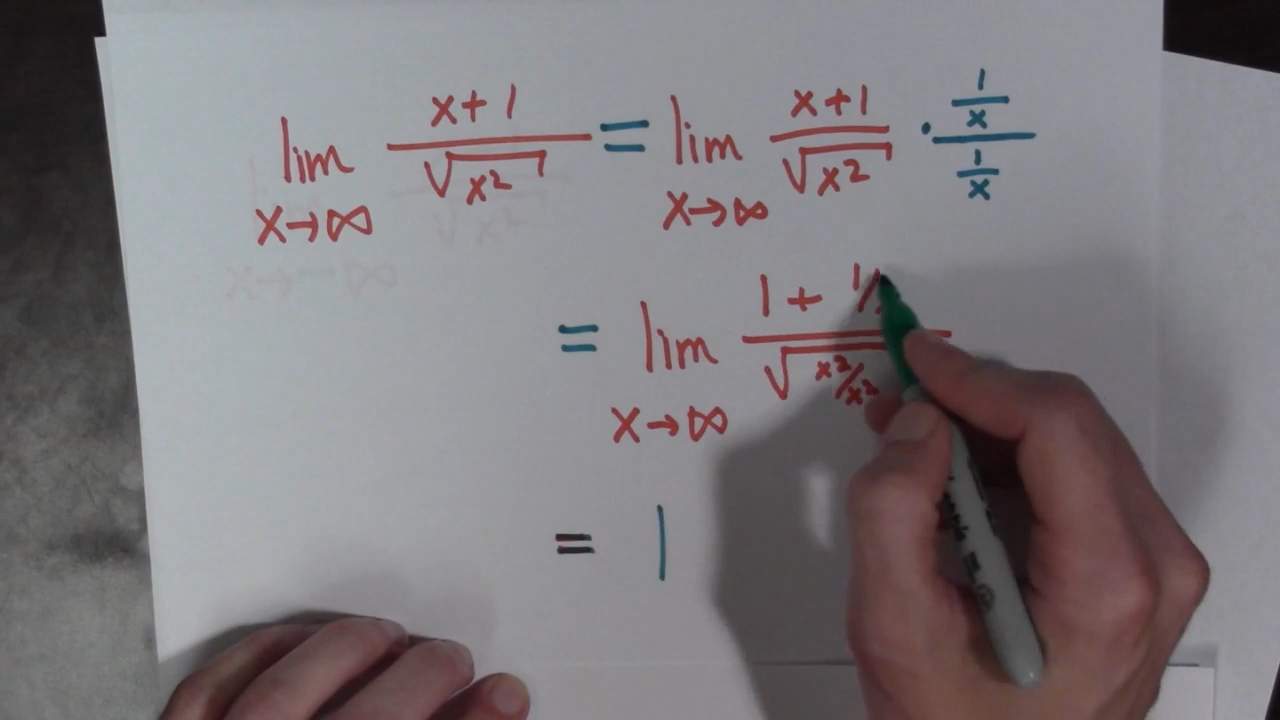 lim x→∞ (x+1)/√(x²) = lim x→∞ (x+1)/√(x²) · (1/x)/(1/x)
= lim x→∞ (1 + 1/)/√(x²/x²)
= 1